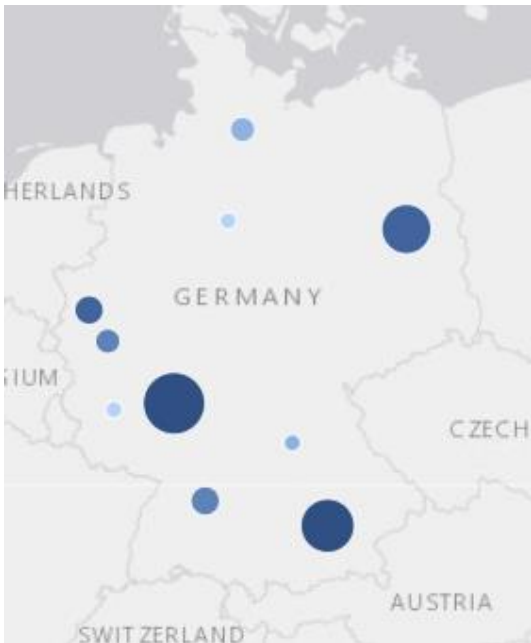 HERLANDS
GERMANY
GIUM
CZECH
AUSTRIA
SWITZERLAND